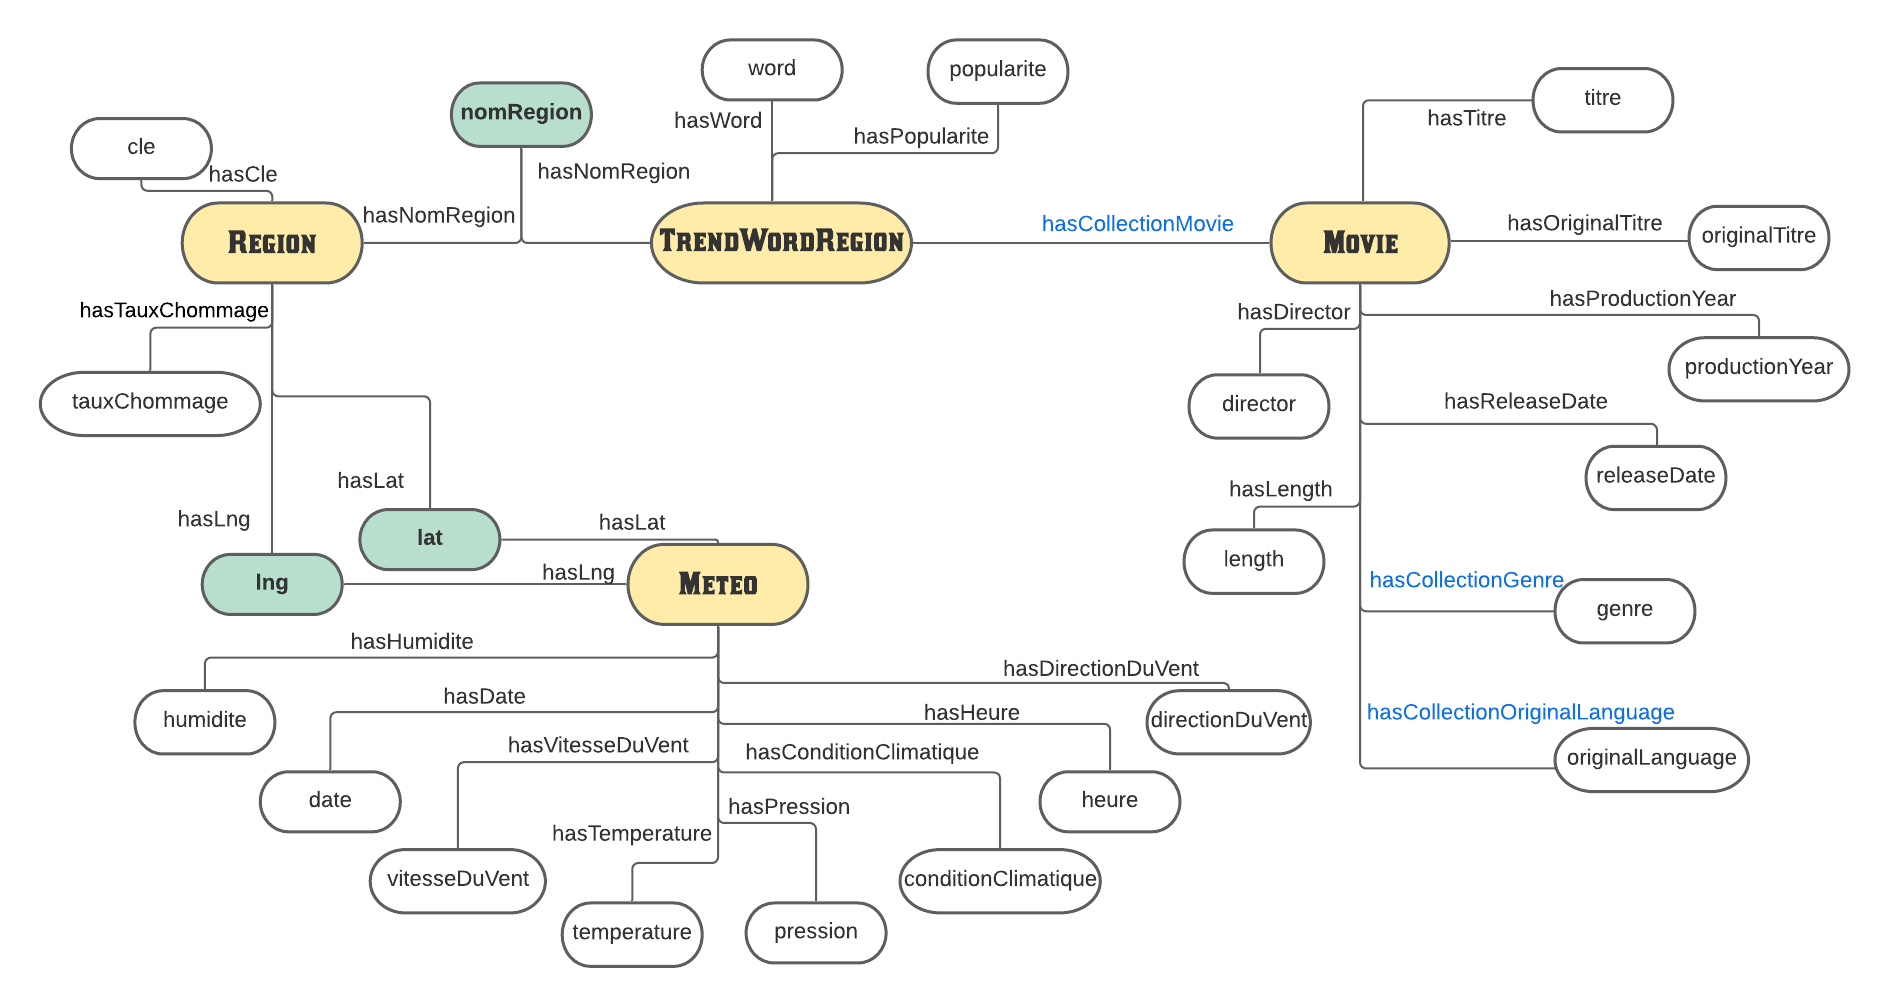 word
popularite
titre
nomRegion
hasWord
hasTitre
hasPopularite
cle
hasCle
hasNomRegion
hasNomRegion
hasCollectionMovie
hasOriginalTitre
originalTitre
Region
TrendWordRegion
Movie
hasTauxChommage
hasDirector
hasProductionYear
productionYear
tauxChommage
director
hasReleaseDate
hasLat
hasLength
releaseDate
hasLng
hasLat
lat
length
hasLng
lng
Meteo
hasCollectionGenre
genre
hasHumidite
hasDirectionDuVent
hasDate
hasHeure
hasCollectionOriginalLanguage
humidite
directionDuVent
hasVitesseDuVent
hasConditionClimatique
originalLanguage
date
hasPression
heure
hasTemperature
vitesseDuVent
conditionClimatique
temperature
pression